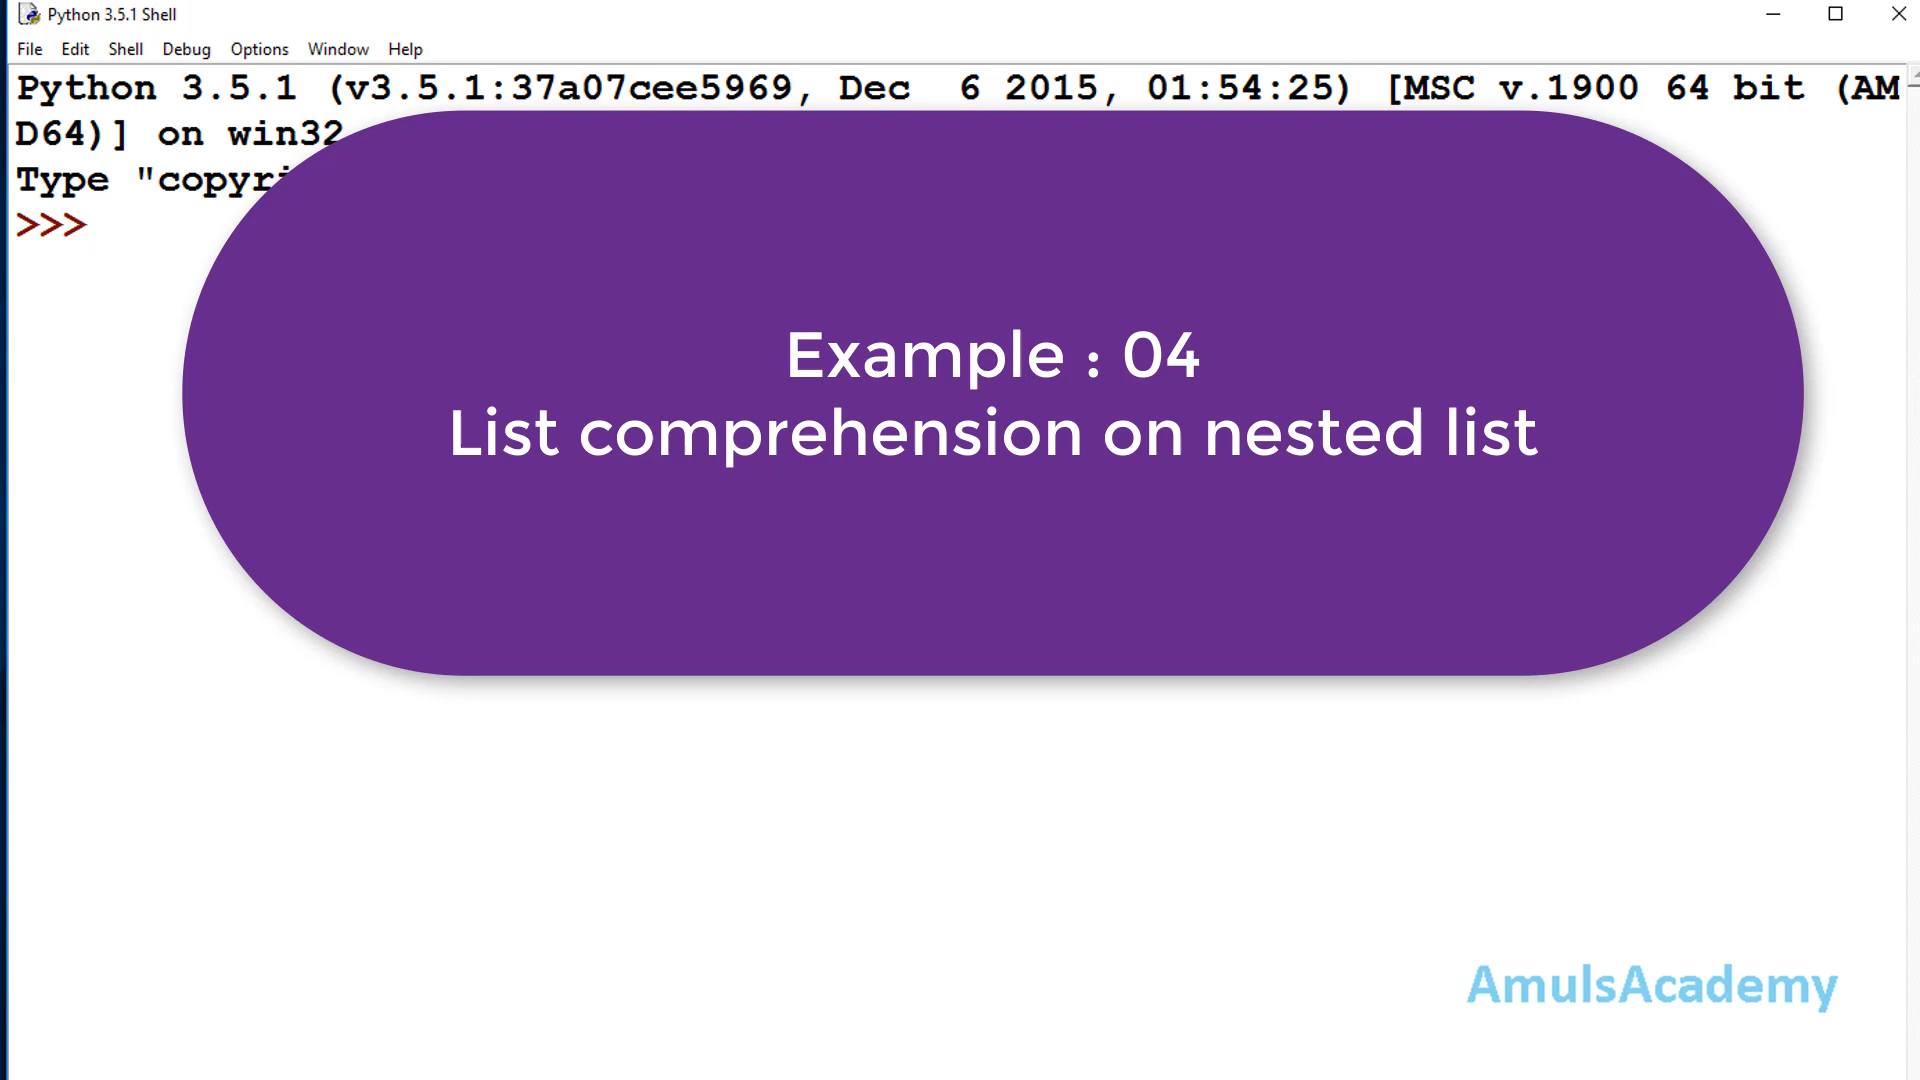 Python 3.5.1 Shell
File Edit Shell Debug Options Window Help
Python 3.5.1 (v3.5.1:37a07cee5969, Dec  6 2015, 01:54:25) [MSC v.1900 64 bit (AM
D64)] on win32
Type "copyri
>>>
Example : 04
List comprehension on nested list
AmulsAcademy